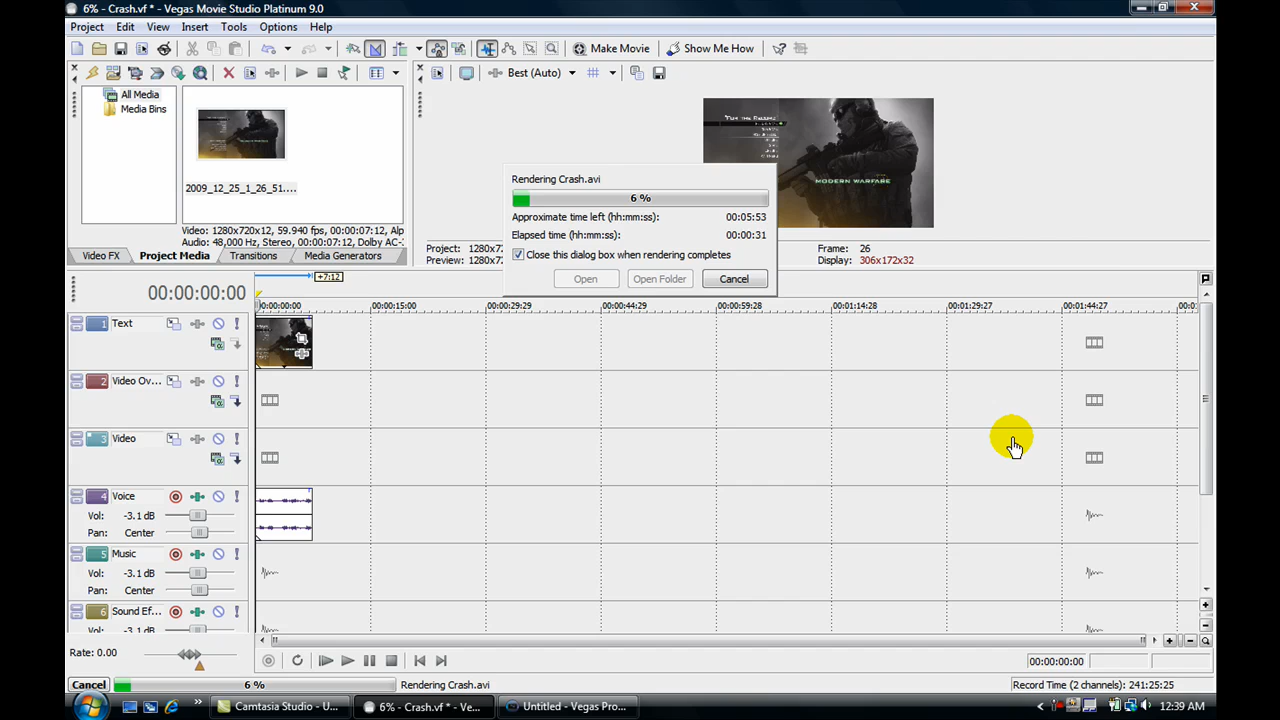 6% - Crash.vf * - Vegas Movie Studio Platinum 9.0
Project Edit View Insert Tools Options Help
Make Movie Show Me How
Best (Auto)
All Media
Media Bins
2009_12_25_1_26_51....
Video: 1280x720x12, 59.940 fps, 00:00:07:12,
Audio: 48,000 Hz, Stereo, 00:00:07:12, Dolby AC-
Video FX Project Media Transitions Media Generators
MODERN WARFARE
Project: 1280x72
Preview: 1280x72
Frame: 26
Display: 306x172x32
Rendering Crash.avi
6 %
Approximate time left (hh:mm:ss): 00:05:53
Elapsed time (hh:mm:ss): 00:00:31
Close this dialog box when rendering completes
Open Open Folder Cancel
+7:12
00:00:00:00
00:00:00:00 00:00:15:00 00:00:29:29 00:00:44:29 00:00:59:28 00:01:14:28 00:01:29:27 00:01:44:27 00:0
1 Text
2 Video Ov...
3 Video
4 Voice
Vol: -3.1 dB
Pan: Center
5 Music
Vol: -3.1 dB
Pan: Center
6 Sound Ef...
Vol: -3.1 dB
Rate: 0.00
00:00:00:00
Cancel 6 % Rendering Crash.avi Record Time (2 channels): 241:25:25
Camtasia Studio - U... 6% - Crash.vf * - Ve... Untitled - Vegas Pro... 12:39 AM